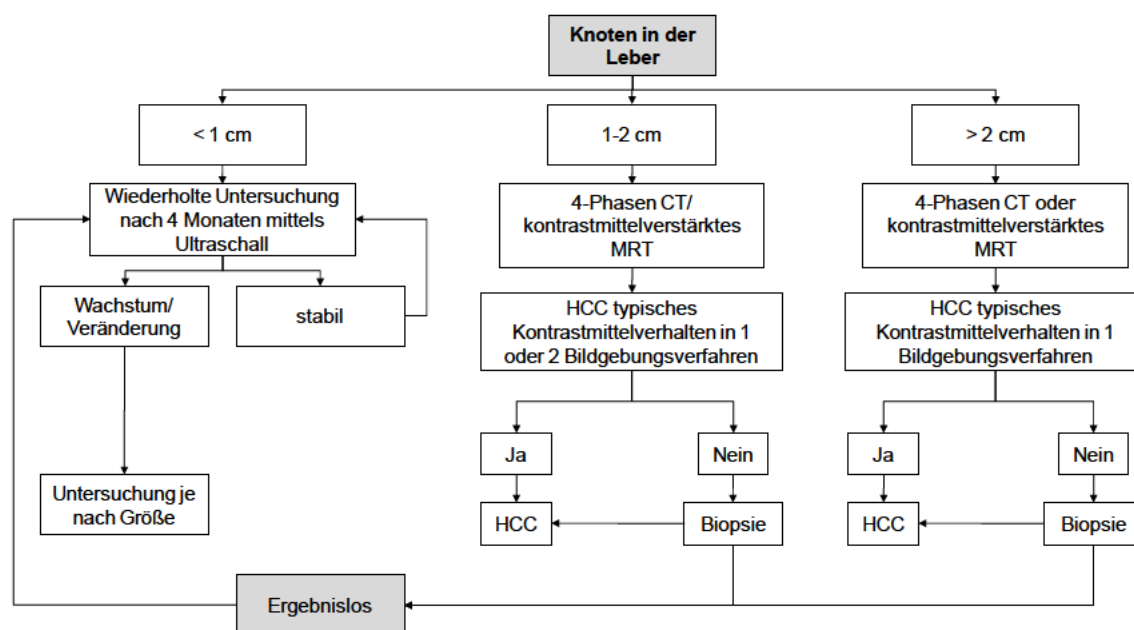 Knoten in der
Leber
< 1 cm
1-2 cm
> 2 cm
Wiederholte Untersuchung
nach 4 Monaten mittels
Ultraschall
4-Phasen CT/
kontrastmittelverstärktes
MRT
4-Phasen CT oder
kontrastmittelverstärktes
MRT
Wachstum/
Veränderung
stabil
HCC typisches
Kontrastmittelverhalten in 1
oder 2 Bildgebungsverfahren
HCC typisches
Kontrastmittelverhalten in 1
Bildgebungsverfahren
Ja
Nein
Ja
Nein
Untersuchung je
nach Größe
HCC
Biopsie
HCC
Biopsie
Ergebnislos